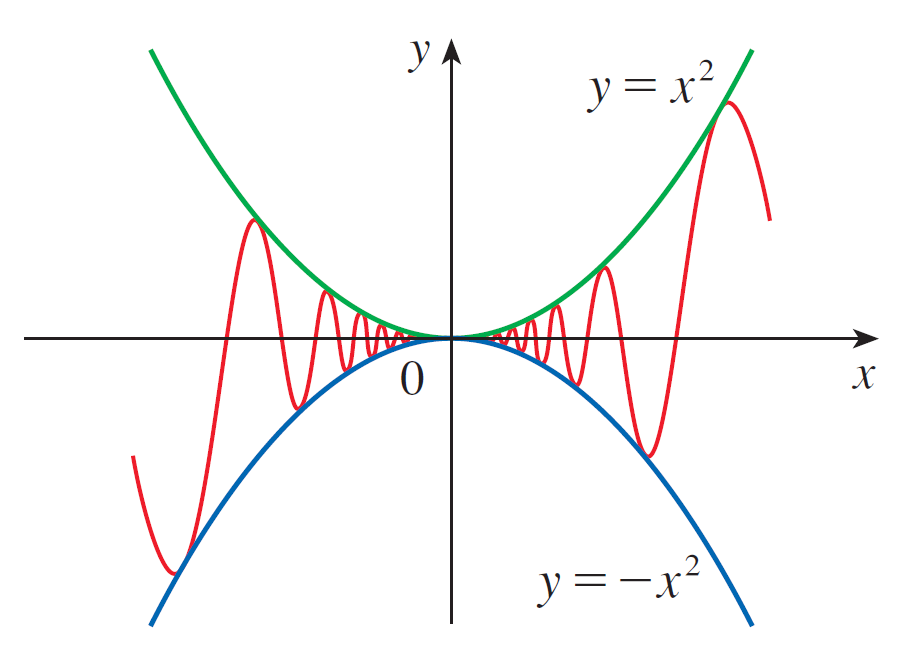 y
y = x²
0
x
y = −x²